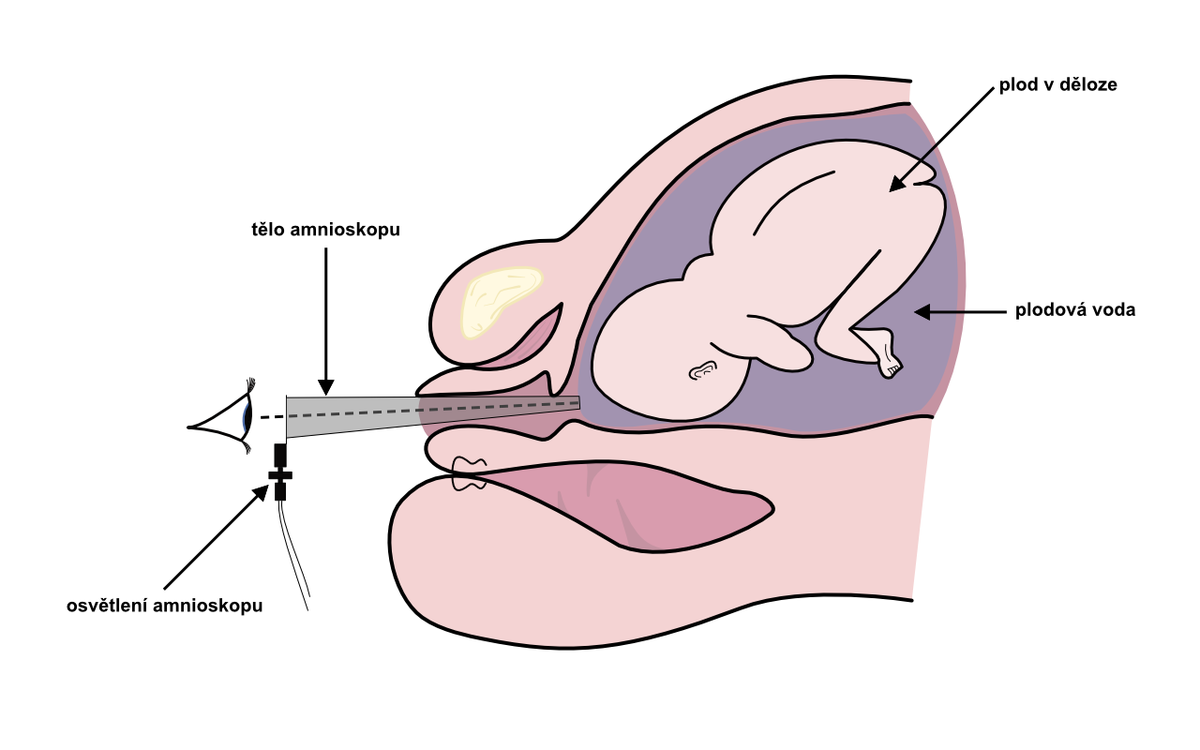 plod v děloze
tělo amnioskopu
plodová voda
osvětlení amnioskopu